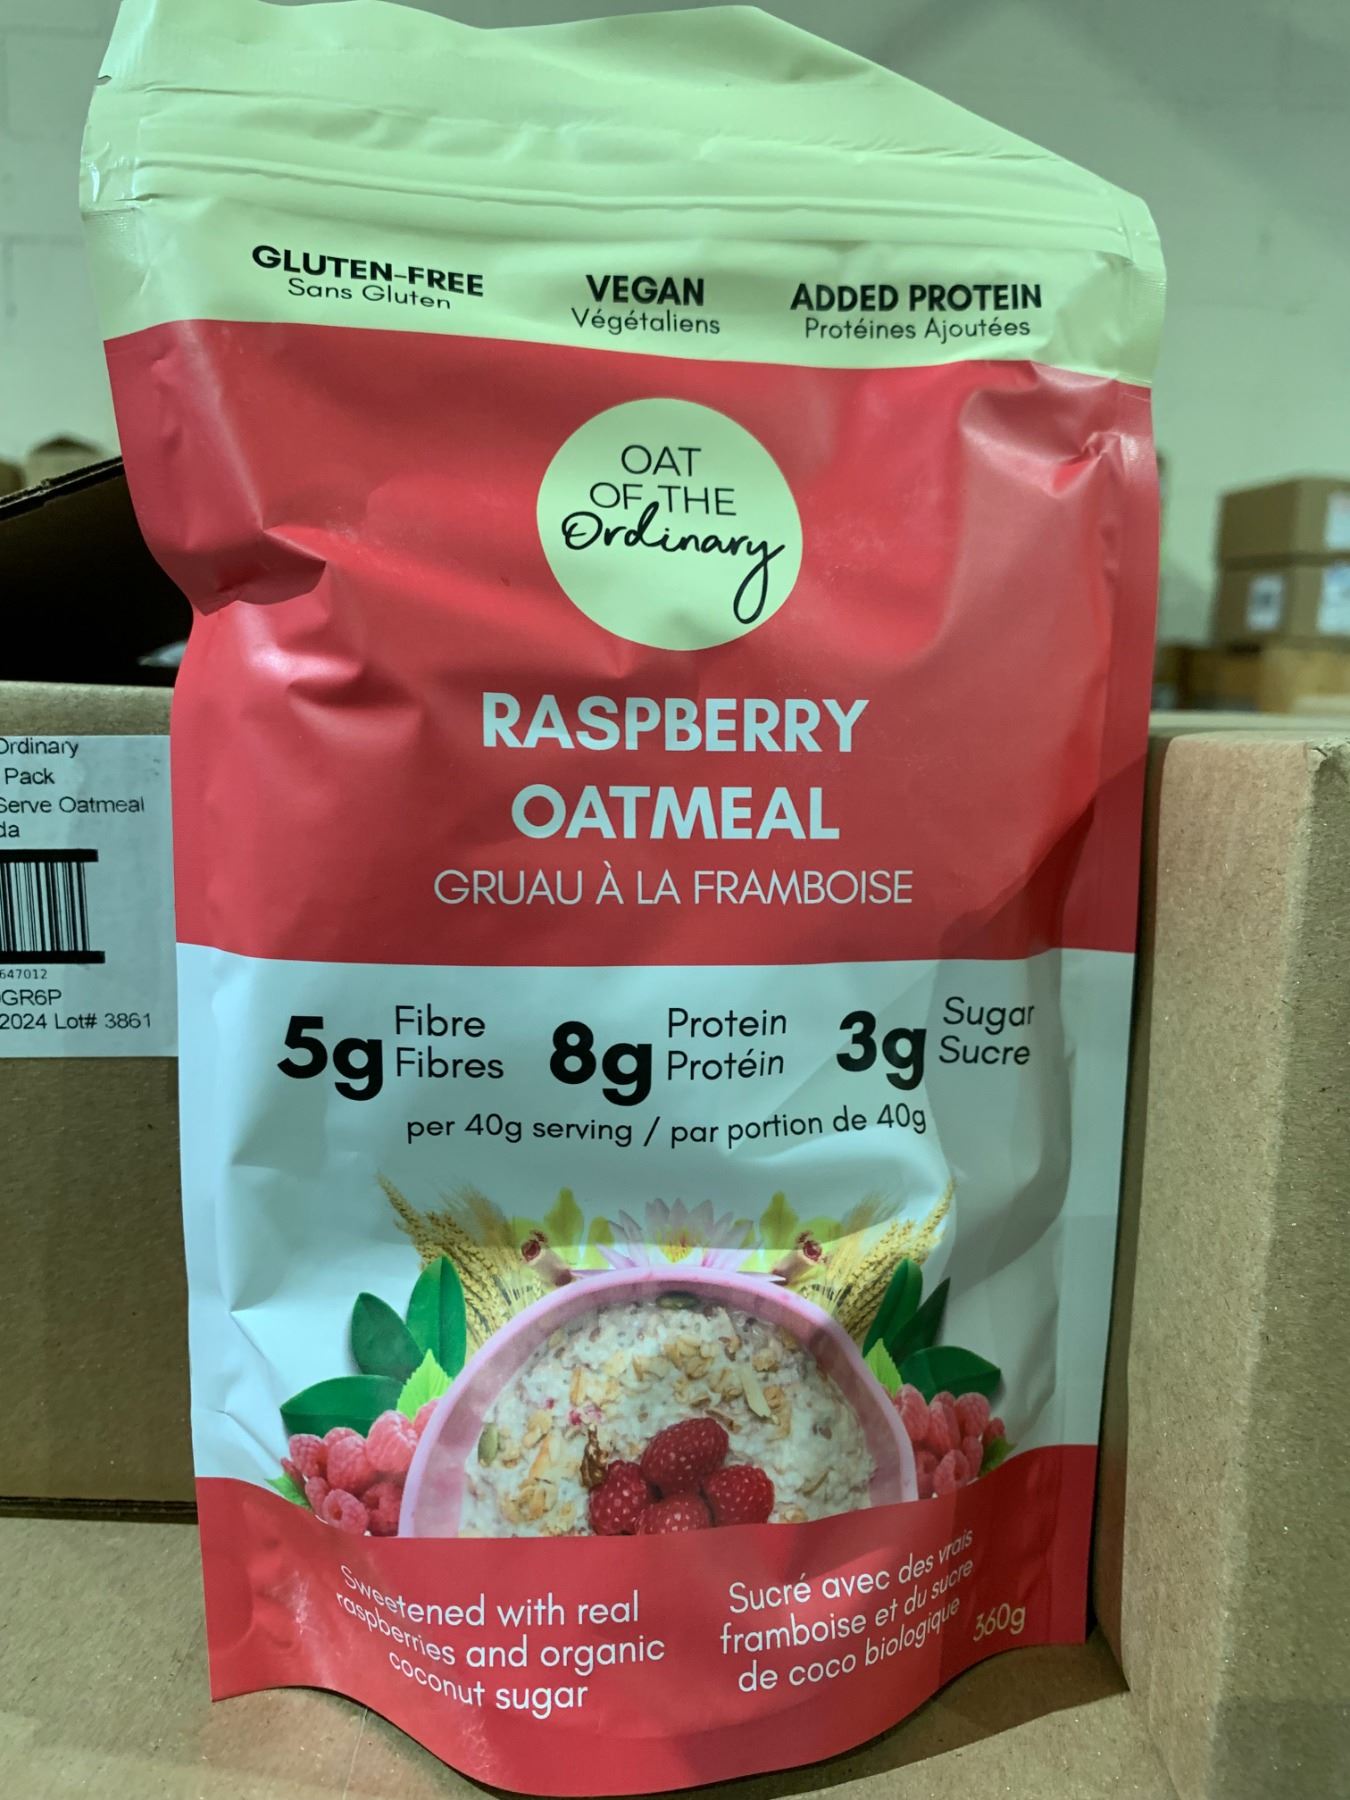 GLUTEN-FREE
Sans Gluten
VEGAN
Végétaliens
ADDED PROTEIN
Protéines Ajoutées
OAT
OF THE
Ordinary
RASPBERRY
OATMEAL
GRUAU À LA FRAMBOISE
5g Fibre
Fibres
8g Protein
Protéin
3g Sugar
Sucre
per 40g serving / par portion de 40g
Sweetened with real
raspberries and organic
coconut sugar
Sucré avec des vrais
framboise et du sucre
de coco biologique
360g
Ordinary
Pack
Serve Oatmeal
da
647012
GR6P
2024 Lot# 3861